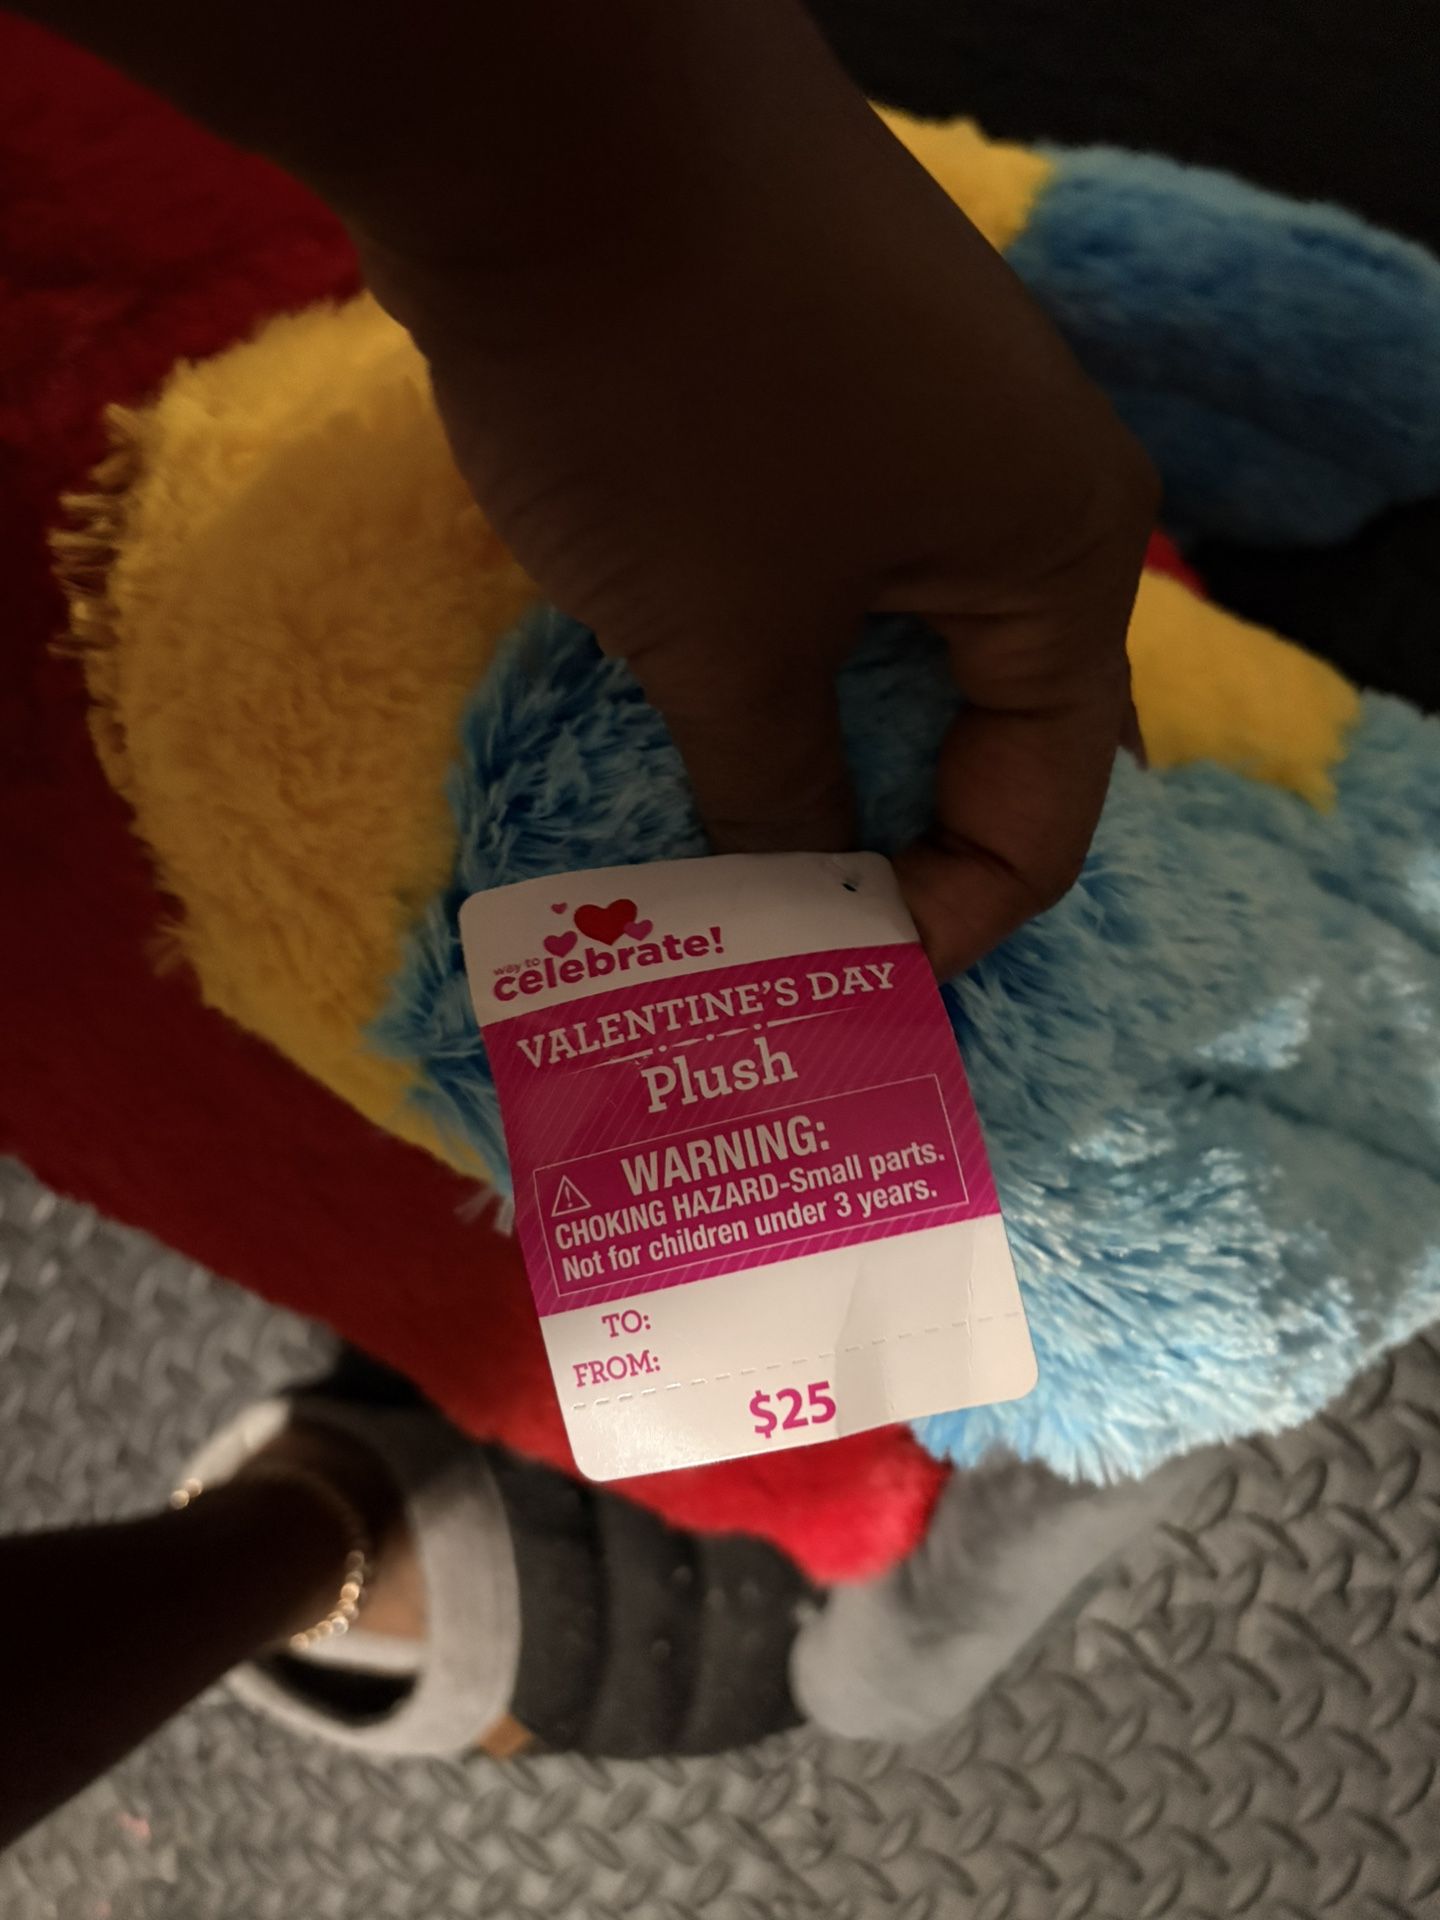 way to
celebrate!
VALENTINE'S DAY
Plush
WARNING:
CHOKING HAZARD-Small parts.
Not for children under 3 years.
TO:
FROM:
$25